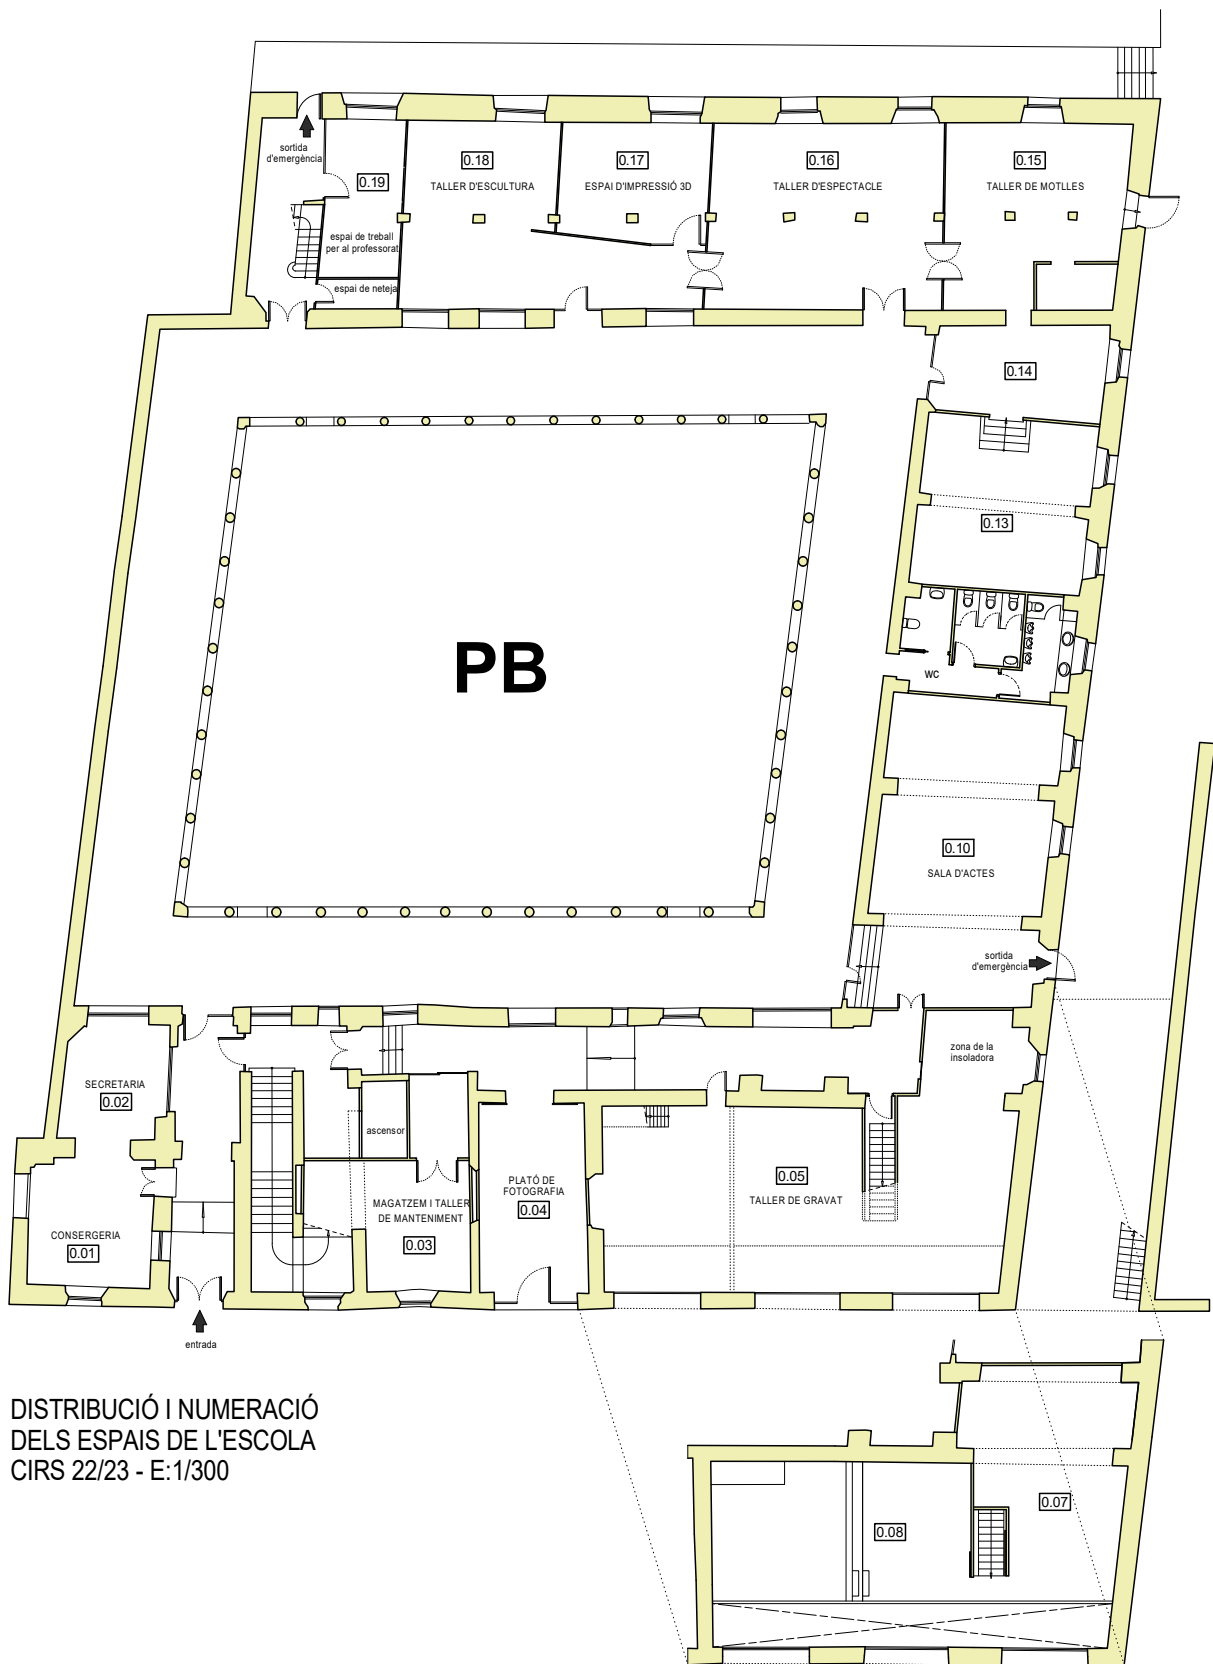 sortida
d'emergència
0.19
espai de treball
per al professorat
espai de neteja
0.18
TALLER D'ESCULTURA
0.17
ESPAI D'IMPRESSIÓ 3D
0.16
TALLER D'ESPECTACLE
0.15
TALLER DE MOTLLES
0.14
0.13
WC
PB
0.10
SALA D'ACTES
sortida
d'emergència
zona de la
insoladora
SECRETARIA
0.02
ascensor
CONSERGERIA
0.01
MAGATZEM I TALLER
DE MANTENIMENT
0.03
PLATÓ DE
FOTOGRAFIA
0.04
0.05
TALLER DE GRAVAT
entrada
DISTRIBUCIÓ I NUMERACIÓ
DELS ESPAIS DE L'ESCOLA
CIRS 22/23 - E:1/300
0.07
0.08